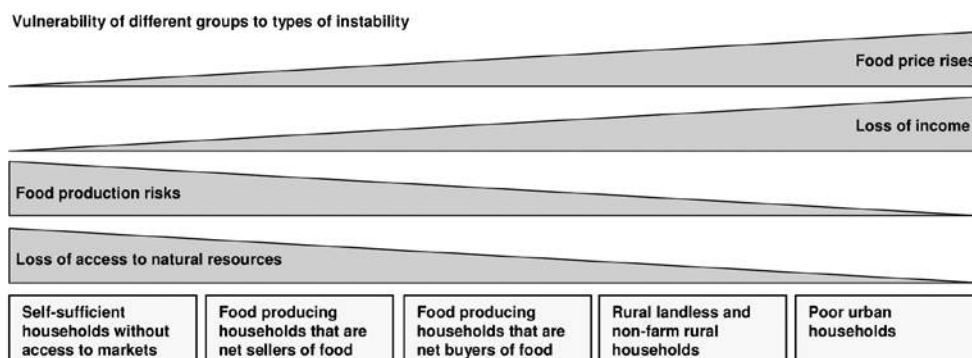 Vulnerability of different groups to types of instability
Food price rises
Loss of income
Food production risks
Loss of access to natural resources
Self-sufficient
households without
access to markets
Food producing
households that are
net sellers of food
Food producing
households that are
net buyers of food
Rural landless and
non-farm rural
households
Poor urban
households